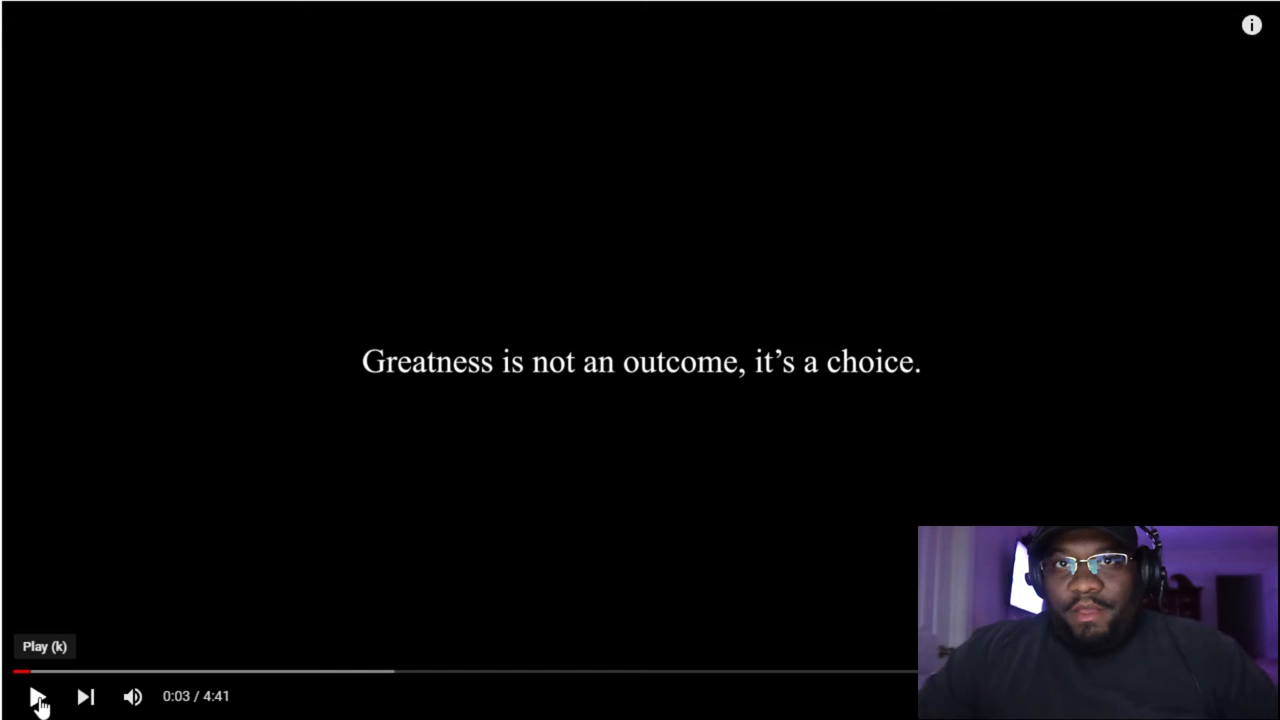 Greatness is not an outcome, it’s a choice.
Play (k)
0:03 / 4:41